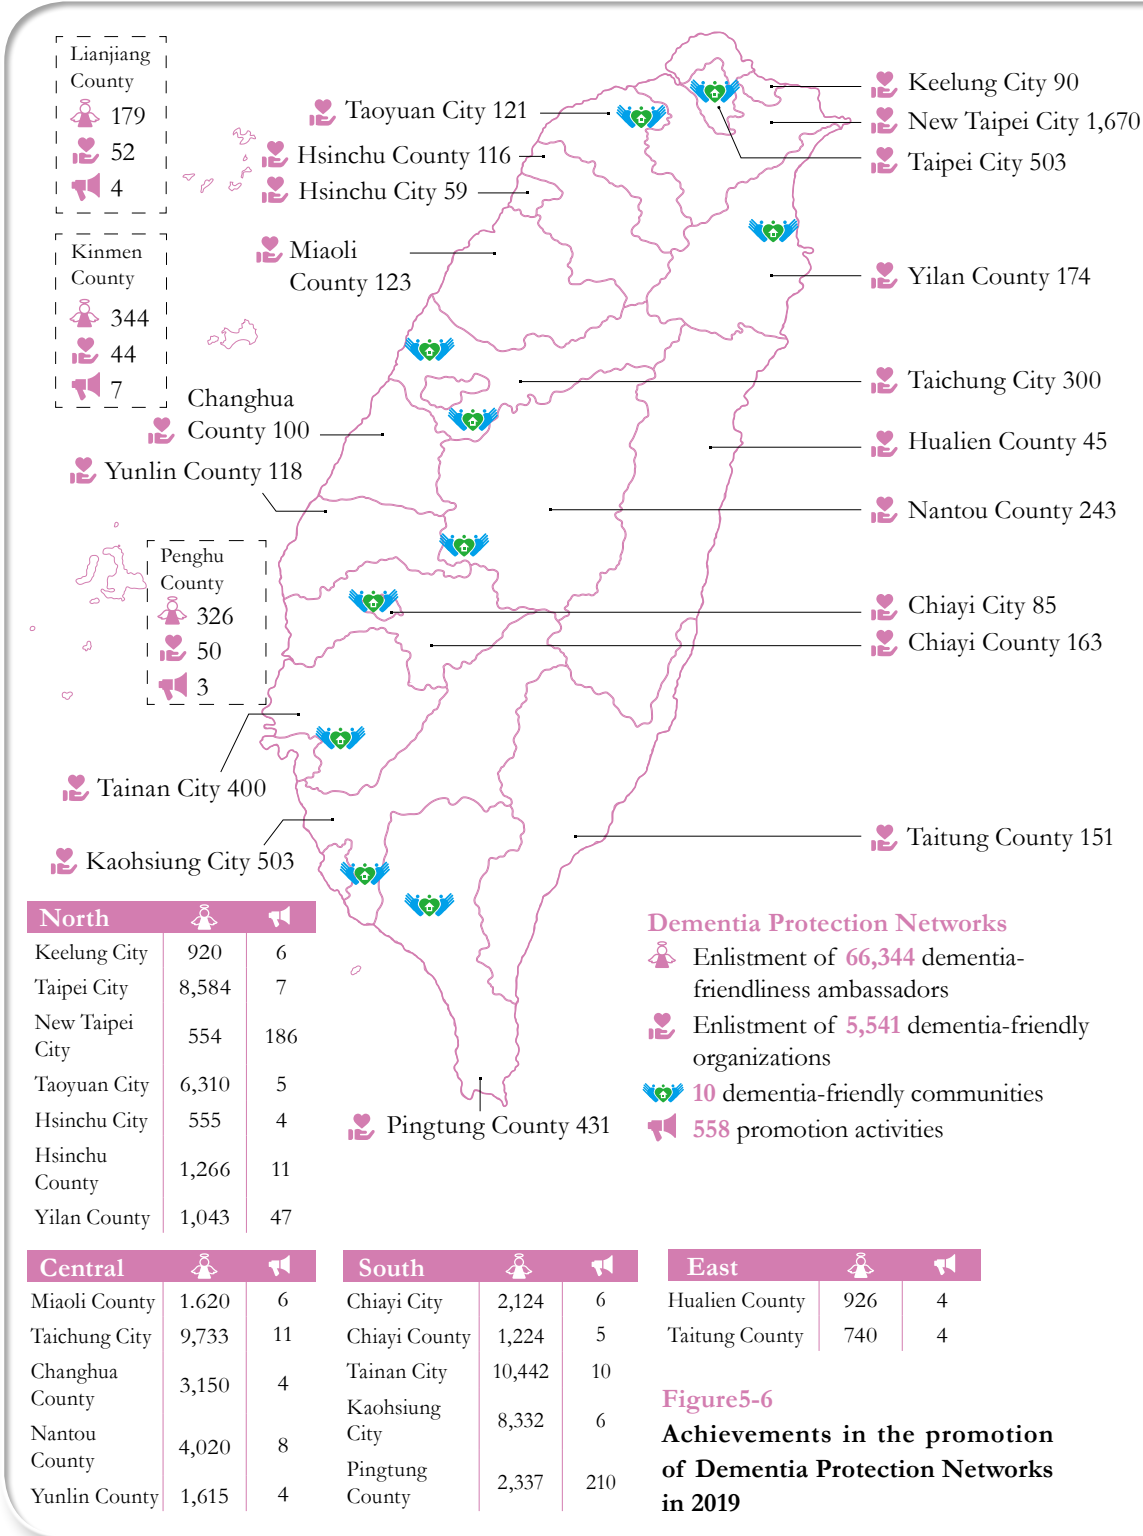 Lianjiang
County
179
52
4
Kinmen
County
344
44
7
Taoyuan City 121
Hsinchu County 116
Hsinchu City 59
Miaoli
County 123
Changhua
County 100
Yunlin County 118
Penghu
County
326
50
3
Tainan City 400
Kaohsiung City 503
Keelung City 90
New Taipei City 1,670
Taipei City 503
Yilan County 174
Taichung City 300
Hualien County 45
Nantou County 243
Chiayi City 85
Chiayi County 163
Taitung County 151
Pingtung County 431
Dementia Protection Networks
Enlistment of 66,344 dementia-
friendliness ambassadors
Enlistment of 5,541 dementia-friendly
organizations
10 dementia-friendly communities
558 promotion activities
North
Keelung City 920 6
Taipei City 8,584 7
New Taipei
City 554 186
Taoyuan City 6,310 5
Hsinchu City 555 4
Hsinchu
County 1,266 11
Yilan County 1,043 47
Central
Miaoli County 1.620 6
Taichung City 9,733 11
Changhua
County 3,150 4
Nantou
County 4,020 8
Yunlin County 1,615 4
South
Chiayi City 2,124 6
Chiayi County 1,224 5
Tainan City 10,442 10
Kaohsiung
City 8,332 6
Pingtung
County 2,337 210
East
Hualien County 926 4
Taitung County 740 4
Figure5-6
Achievements in the promotion
of Dementia Protection Networks
in 2019